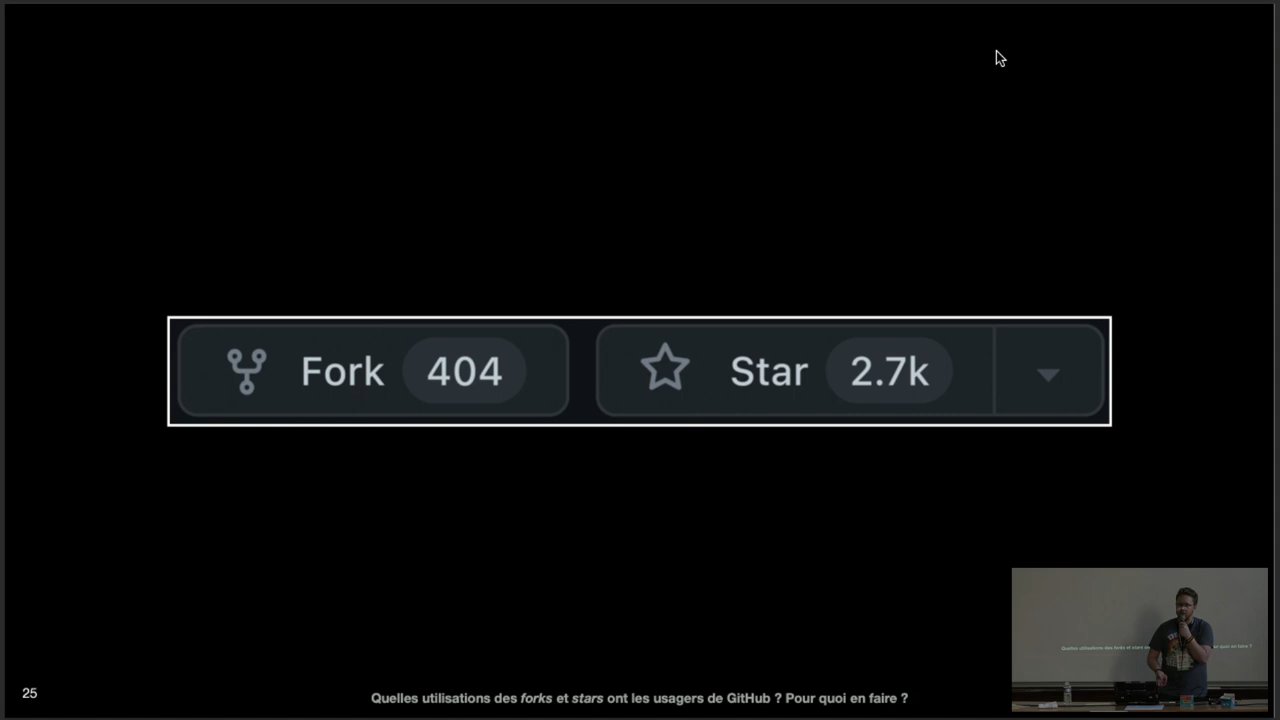 Fork 404 Star 2.7k
25
Quelles utilisations des forks et stars ont les usagers de GitHub ? Pour quoi en faire ?